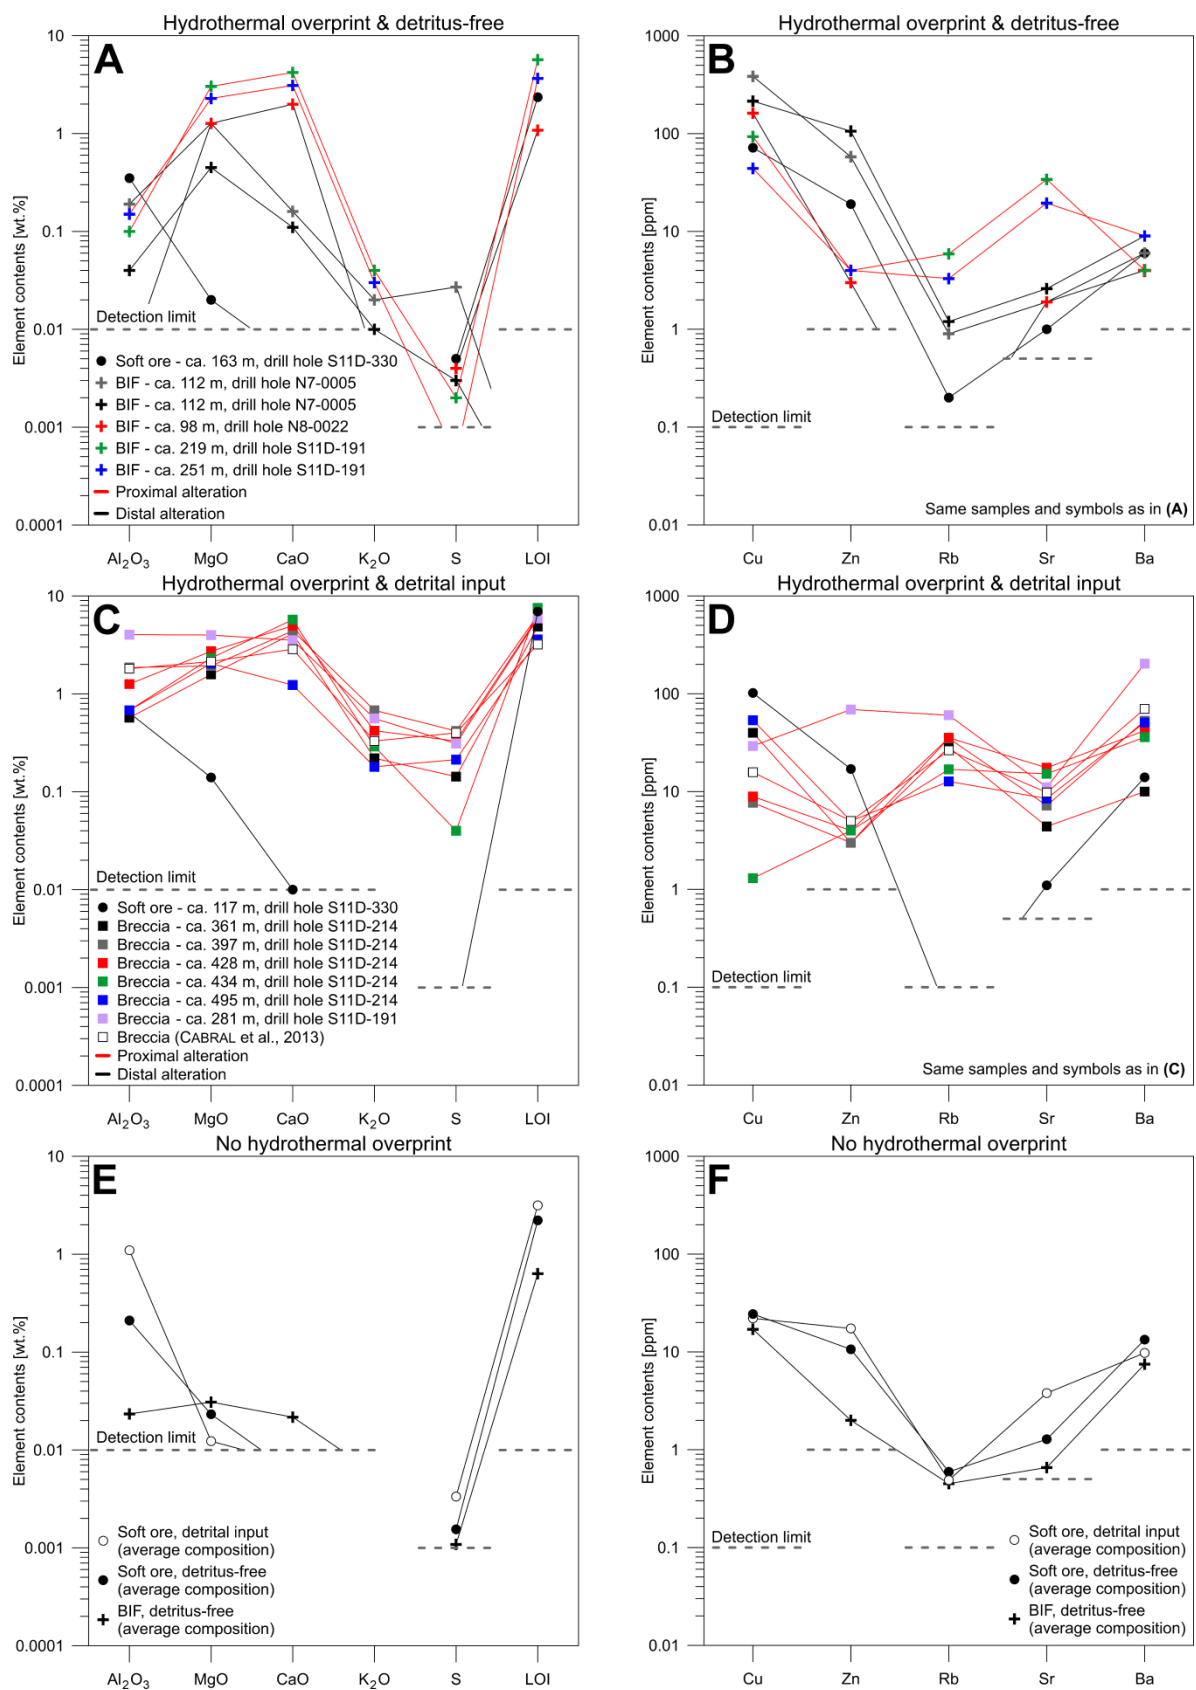 Hydrothermal overprint & detritus-free
A
Element contents [wt.%]
10
1
0.1
0.01
0.001
0.0001
Detection limit
Soft ore - ca. 163 m, drill hole S11D-330
BIF - ca. 112 m, drill hole N7-0005
BIF - ca. 112 m, drill hole N7-0005
BIF - ca. 98 m, drill hole N8-0022
BIF - ca. 219 m, drill hole S11D-191
BIF - ca. 251 m, drill hole S11D-191
Proximal alteration
Distal alteration
Al₂O₃ MgO CaO K₂O S LOI
Hydrothermal overprint & detritus-free
B
Element contents [ppm]
1000
100
10
1
0.1
0.01
Detection limit
Same samples and symbols as in (A)
Cu Zn Rb Sr Ba
Hydrothermal overprint & detrital input
C
Element contents [wt.%]
10
1
0.1
0.01
0.001
0.0001
Detection limit
Soft ore - ca. 117 m, drill hole S11D-330
Breccia - ca. 361 m, drill hole S11D-214
Breccia - ca. 397 m, drill hole S11D-214
Breccia - ca. 428 m, drill hole S11D-214
Breccia - ca. 434 m, drill hole S11D-214
Breccia - ca. 495 m, drill hole S11D-214
Breccia - ca. 281 m, drill hole S11D-191
Breccia (CABRAL et al., 2013)
Proximal alteration
Distal alteration
Al₂O₃ MgO CaO K₂O S LOI
Hydrothermal overprint & detrital input
D
Element contents [ppm]
1000
100
10
1
0.1
0.01
Detection limit
Same samples and symbols as in (C)
Cu Zn Rb Sr Ba
No hydrothermal overprint
E
Element contents [wt.%]
10
1
0.1
0.01
0.001
0.0001
Detection limit
Soft ore, detrital input
(average composition)
Soft ore, detritus-free
(average composition)
BIF, detritus-free
(average composition)
Al₂O₃ MgO CaO K₂O S LOI
No hydrothermal overprint
F
Element contents [ppm]
1000
100
10
1
0.1
0.01
Detection limit
Soft ore, detrital input
(average composition)
Soft ore, detritus-free
(average composition)
BIF, detritus-free
(average composition)
Cu Zn Rb Sr Ba